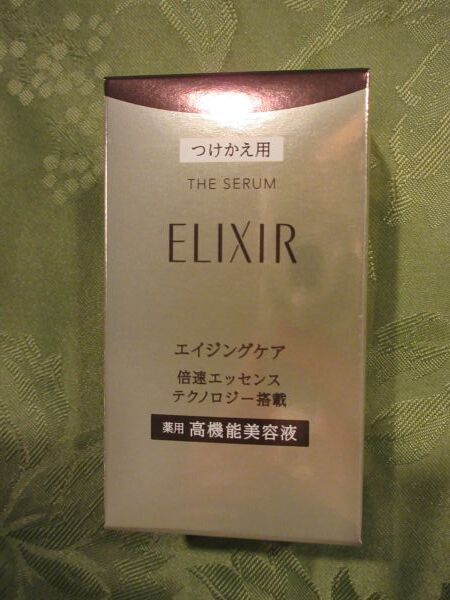 つけかえ用
THE SERUM
ELIXIR
エイジングケア
倍速エッセンス
テクノロジー搭載
薬用 高機能美容液